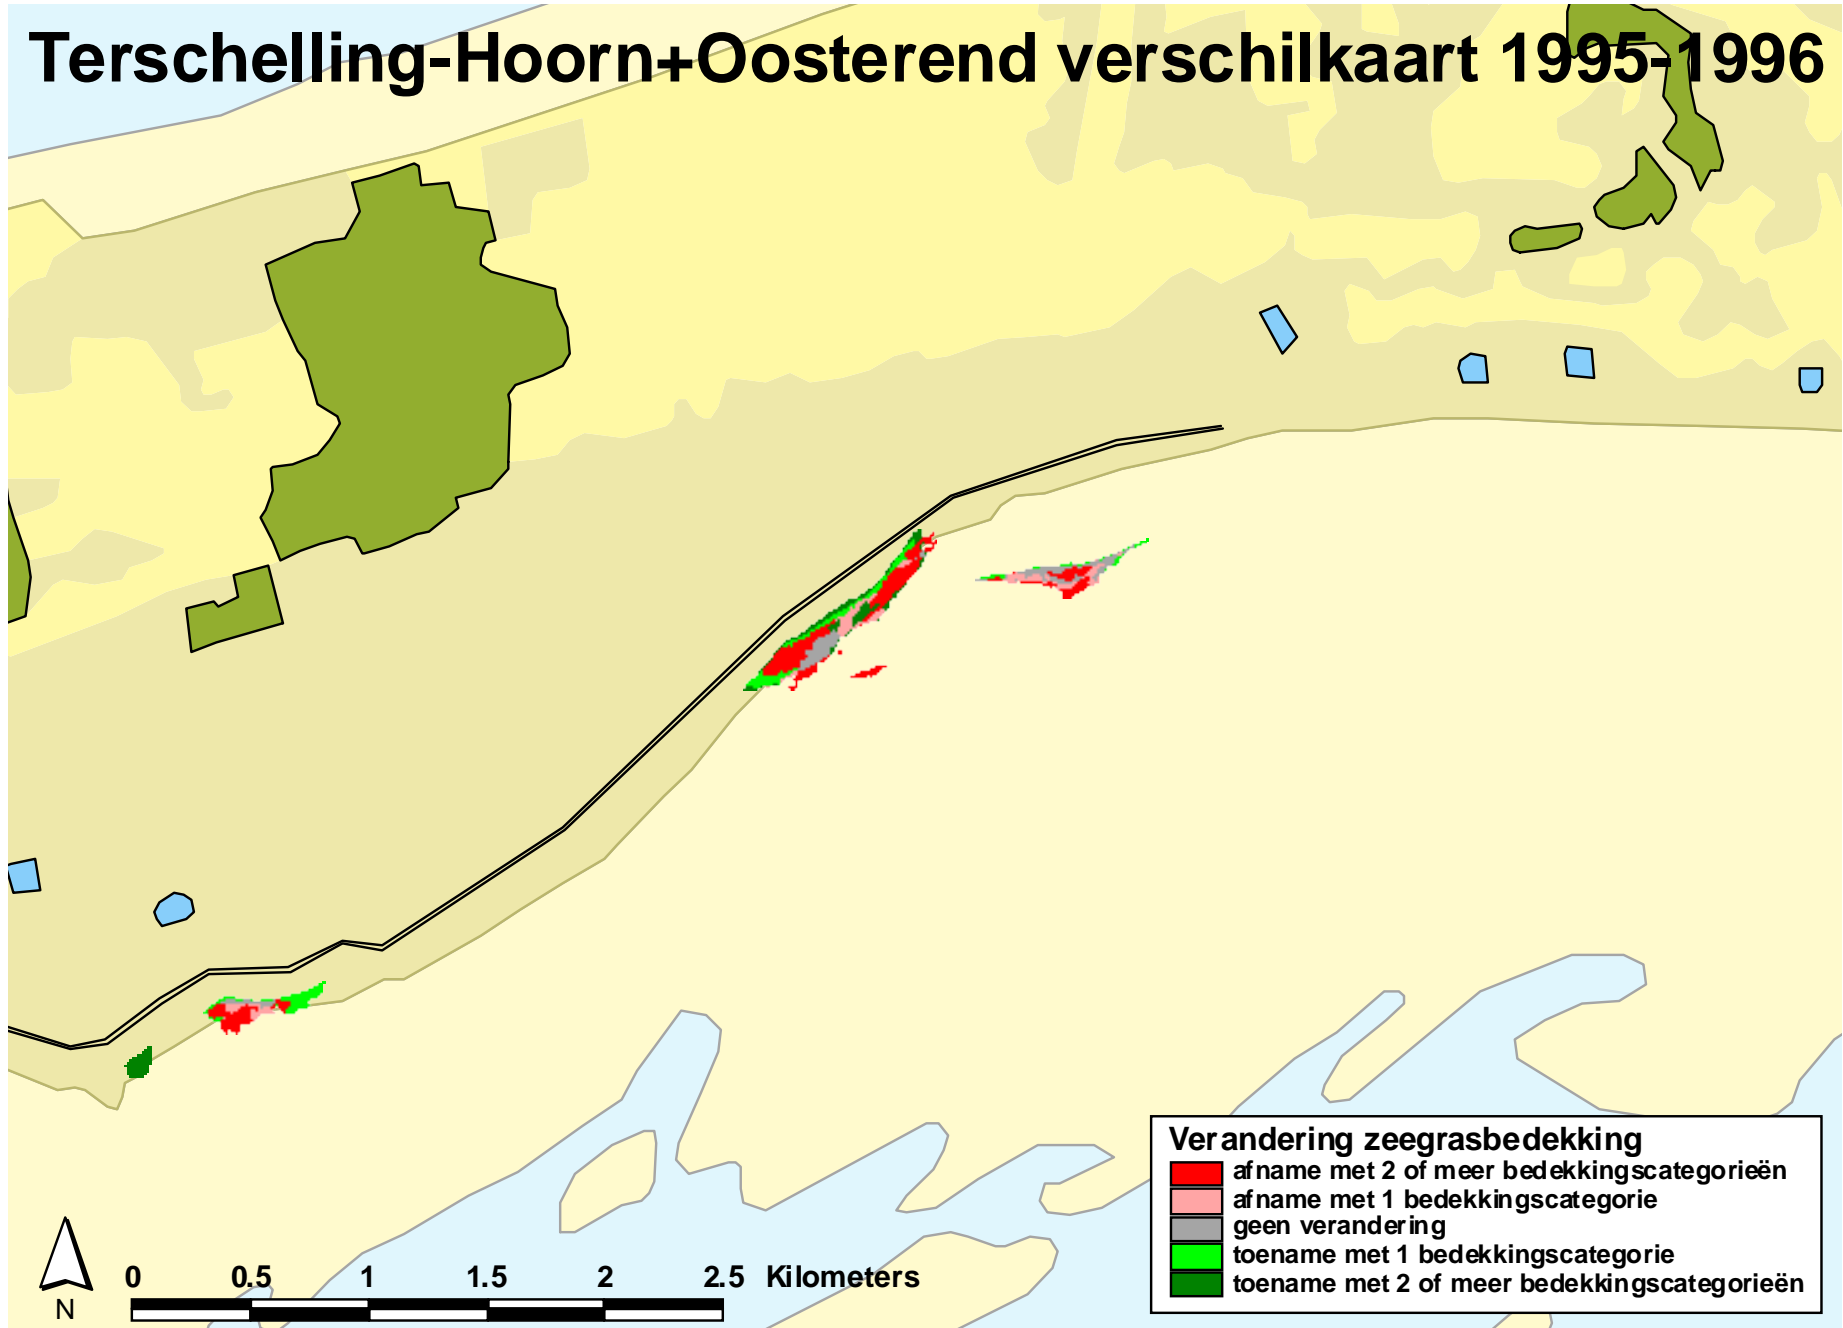 Terschelling-Hoorn+Oosterend verschilkaart 1995-1996
Verandering zeegrasbedekking
afname met 2 of meer bedekkingscategorieën
afname met 1 bedekkingscategorie
geen verandering
toename met 1 bedekkingscategorie
toename met 2 of meer bedekkingscategorieën
0 0.5 1 1.5 2 2.5 Kilometers
N